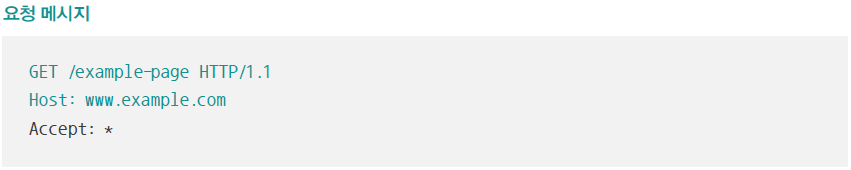 요청 메시지
GET /example-page HTTP/1.1
Host: www.example.com
Accept: *